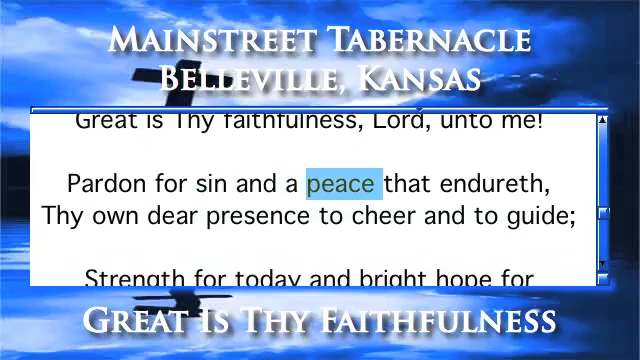 Mainstreet Tabernacle
Belleville, Kansas
Great is Thy faithfulness, Lord, unto me!
Pardon for sin and a peace that endureth,
Thy own dear presence to cheer and to guide;
Strength for today and bright hope for
Great Is Thy Faithfulness